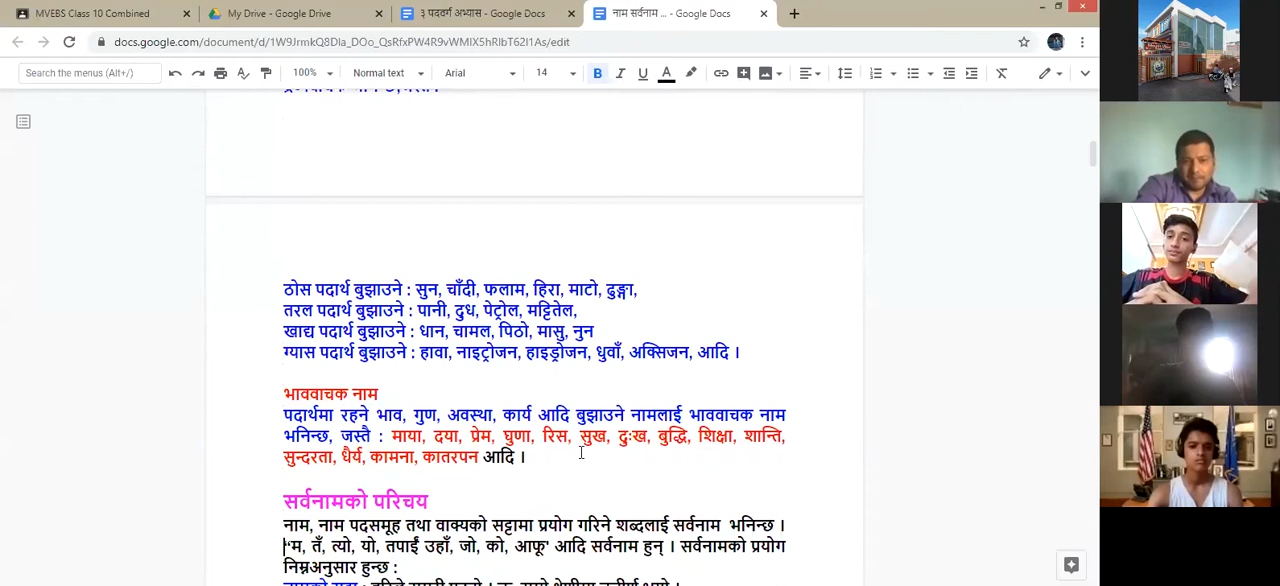 MVEBS Class 10 Combined
My Drive - Google Drive
३ पदवर्ग अभ्यास - Google Docs
नाम सर्वनाम ... - Google Docs
docs.google.com/document/d/1W9JrmkQ8Dla_DOo_QsRfxPW4R9vWMIX5hRlbT62I1As/edit
Search the menus (Alt+/)
100%
Normal text
Arial
14
B I U A
ठोस पदार्थ बुझाउने : सुन, चाँदी, फलाम, हिरा, माटो, ढुङ्गा,
तरल पदार्थ बुझाउने : पानी, दुध, पेट्रोल, मट्टितेल,
खाद्य पदार्थ बुझाउने : धान, चामल, पिठो, मासु, नुन
ग्यास पदार्थ बुझाउने : हावा, नाइट्रोजन, हाइड्रोजन, धुवाँ, अक्सिजन, आदि ।
भाववाचक नाम
पदार्थमा रहने भाव, गुण, अवस्था, कार्य आदि बुझाउने नामलाई भाववाचक नाम
भनिन्छ, जस्तै : माया, दया, प्रेम, घुणा, रिस, सुख, दुःख, बुद्धि, शिक्षा, शान्ति,
सुन्दरता, धैर्य, कामना, कातरपन आदि ।
सर्वनामको परिचय
नाम, नाम पदसमूह तथा वाक्यको सट्टामा प्रयोग गरिने शब्दलाई सर्वनाम भनिन्छ ।
“म, तँ, त्यो, यो, तपाईं उहाँ, जो, को, आफू" आदि सर्वनाम हुन् । सर्वनामको प्रयोग
निम्नअनुसार हुन्छ :